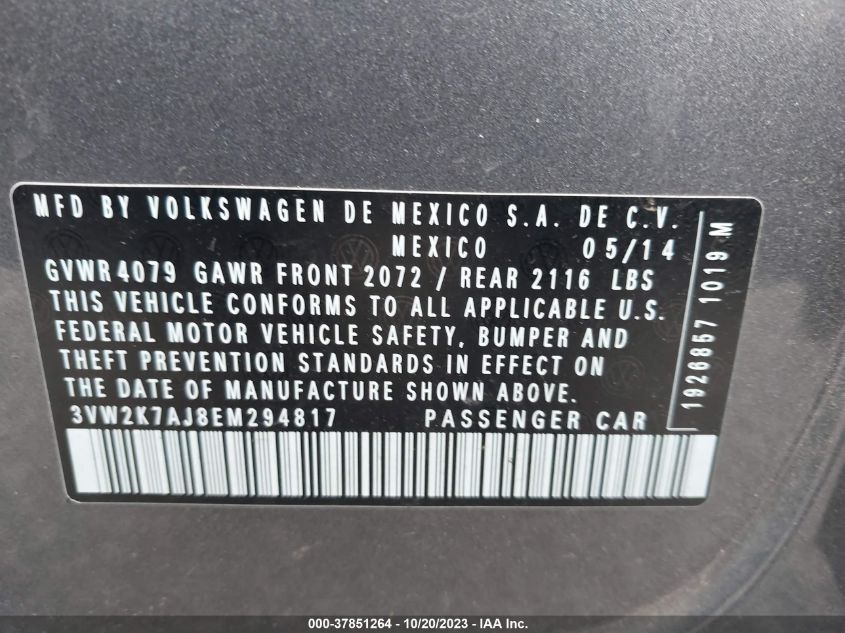 MFD BY VOLKSWAGEN DE MEXICO S.A. DE C.V.
MEXICO 05/14
GVWR 4079 GAWR FRONT 2072 / REAR 2116 LBS
THIS VEHICLE CONFORMS TO ALL APPLICABLE U.S.
FEDERAL MOTOR VEHICLE SAFETY, BUMPER AND
THEFT PREVENTION STANDARDS IN EFFECT ON
THE DATE OF MANUFACTURE SHOWN ABOVE.
3VW2K7AJ8EM294817 PASSENGER CAR
1926857 1019 M
000-37851264 - 10/20/2023 - IAA Inc.